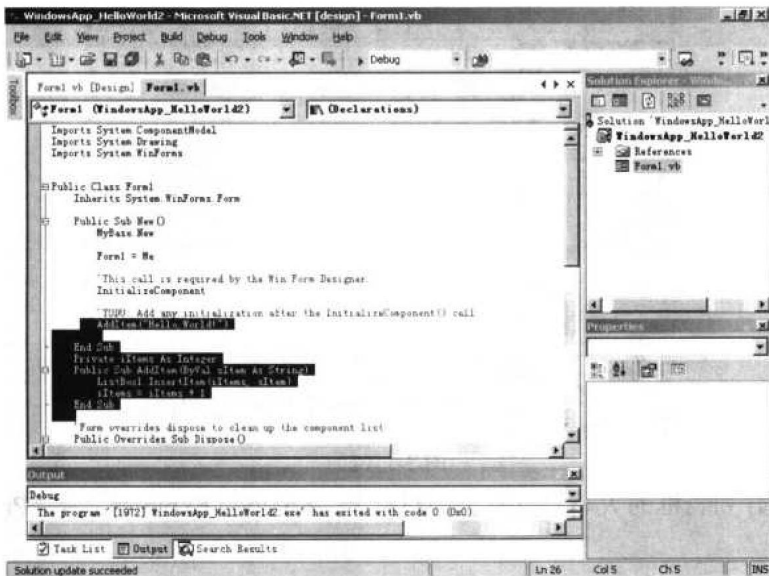 WindowsApp_HelloWorld2 - Microsoft Visual Basic.NET [design] - Form1.vb
File Edit View Project Build Debug Tools Window Help
Debug
Toolbox
Form1 vb [Design] Form1.vb
Form1 (WindowsApp_HelloWorld2) (Declarations)
Imports System ComponentModel
Imports System Drawing
Imports System WinForms
Public Class Form1
Inherits System.WinForms.Form
Public Sub New()
MyBase.New
Form1 = Me
'This call is required by the Win Form Designer.
InitializeComponent
'TODO: Add any initialization after the InitializeComponent() call
AddItem("Hello World!")
End Sub
Private iItems As Integer
Public Sub AddItem(ByVal sItem As String)
ListBox1 InsertItem(iItems, sItem)
iItems = iItems + 1
End Sub
'Form overrides dispose to clean up the component list
Public Overrides Sub Dispose()
Solution Explorer - Windo
Solution 'WindowsApp_HelloWorl
WindowsApp_HelloWorld2
References
Form1.vb
Properties
Output
Debug
The program '[1972] WindowsApp_HelloWorld2 exe' has exited with code 0 (0x0)
Task List Output Search Results
Solution update succeeded Ln 26 Col 5 Ch 5 INS